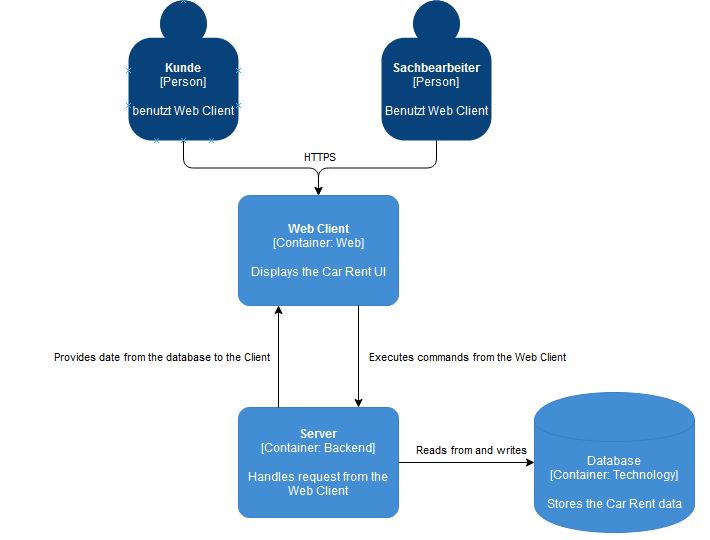 Kunde
[Person]
benutzt Web Client
Sachbearbeiter
[Person]
Benutzt Web Client
HTTPS
Web Client
[Container: Web]
Displays the Car Rent UI
Provides date from the database to the Client
Executes commands from the Web Client
Server
[Container: Backend]
Handles request from the
Web Client
Reads from and writes
Database
[Container: Technology]
Stores the Car Rent data